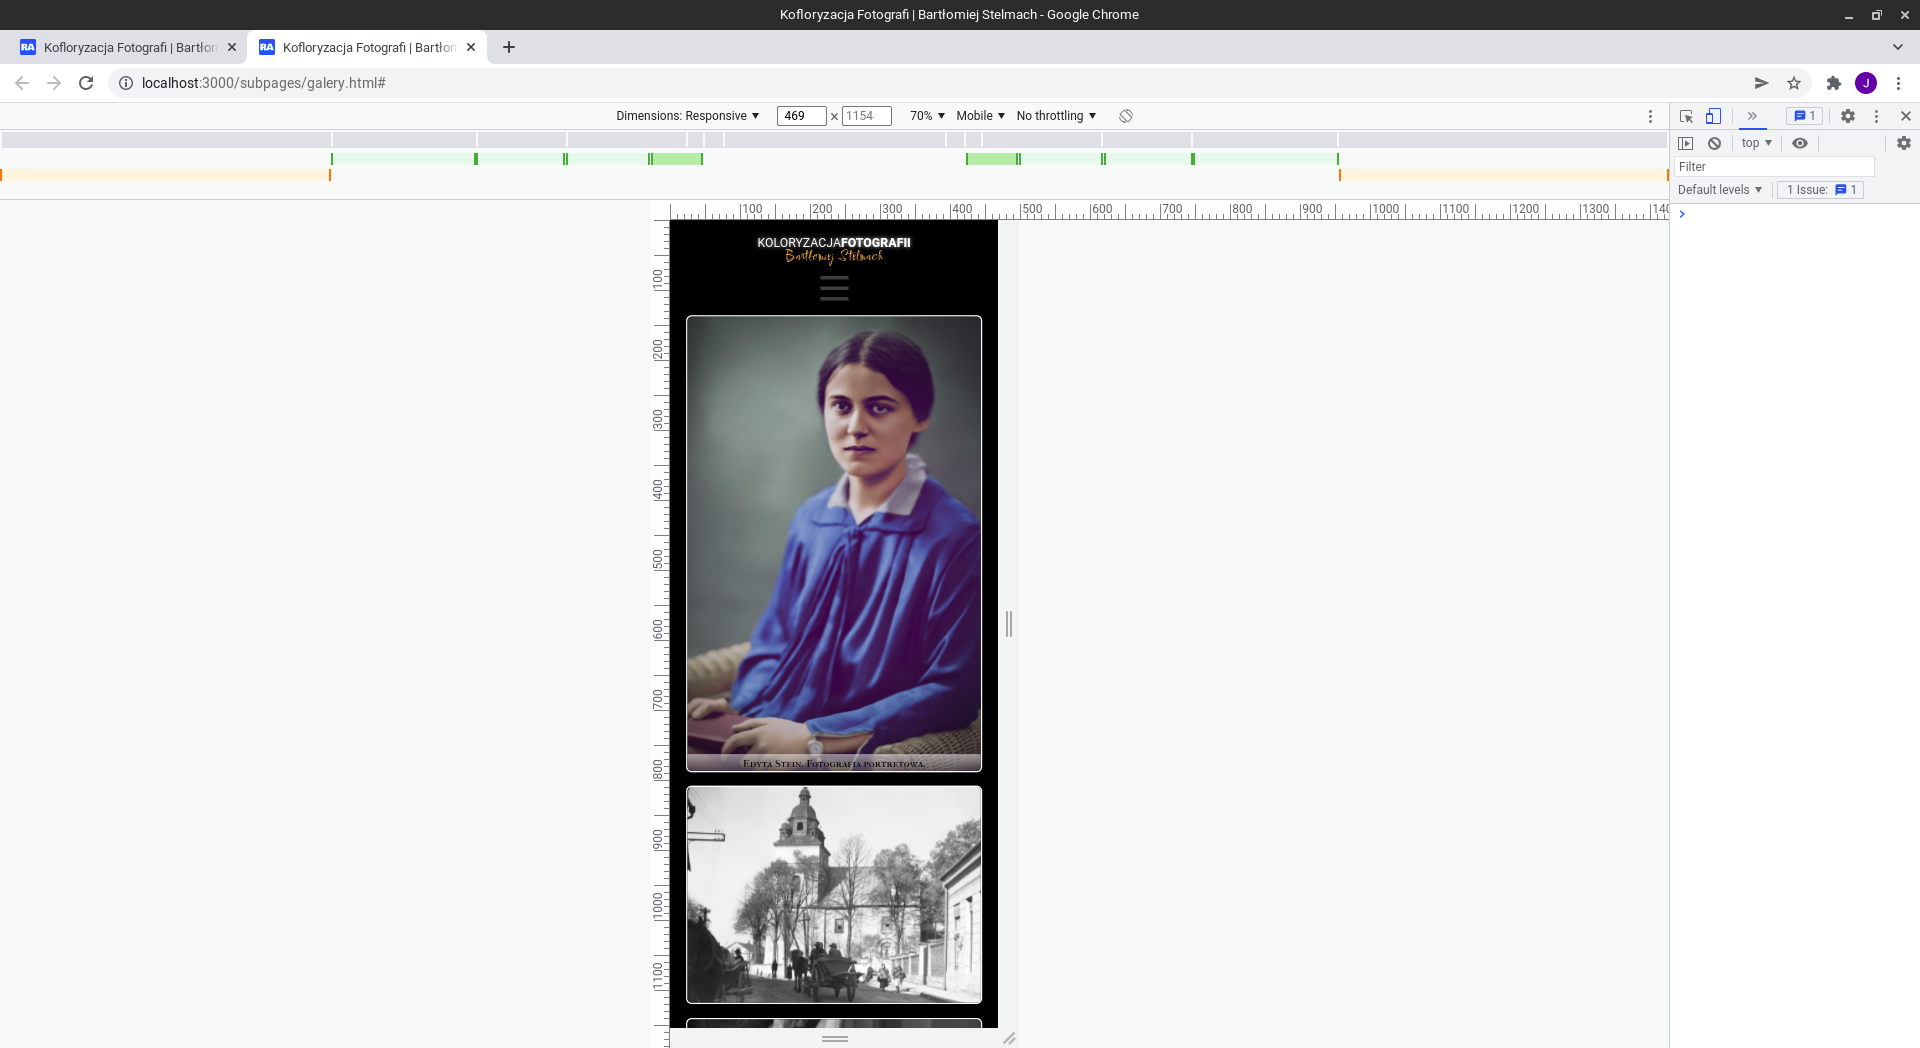 Kofloryzacja Fotografi | Bartłomiej Stelmach - Google Chrome
RA Kofloryzacja Fotografi | Bartłom
RA Kofloryzacja Fotografi | Bartłom
localhost:3000/subpages/galery.html#
J
Dimensions: Responsive 469 × 1154 70% Mobile No throttling
1
top
Filter
Default levels 1 Issue: 1
100 200 300 400 500 600 700 800 900 1000 1100 1200 1300 140
KOLORYZACJAFOTOGRAFII
Bartłomiej Stelmach
100
200
300
400
500
600
700
800
900
1000
1100
Edyta Stein. Fotografia portretowa.